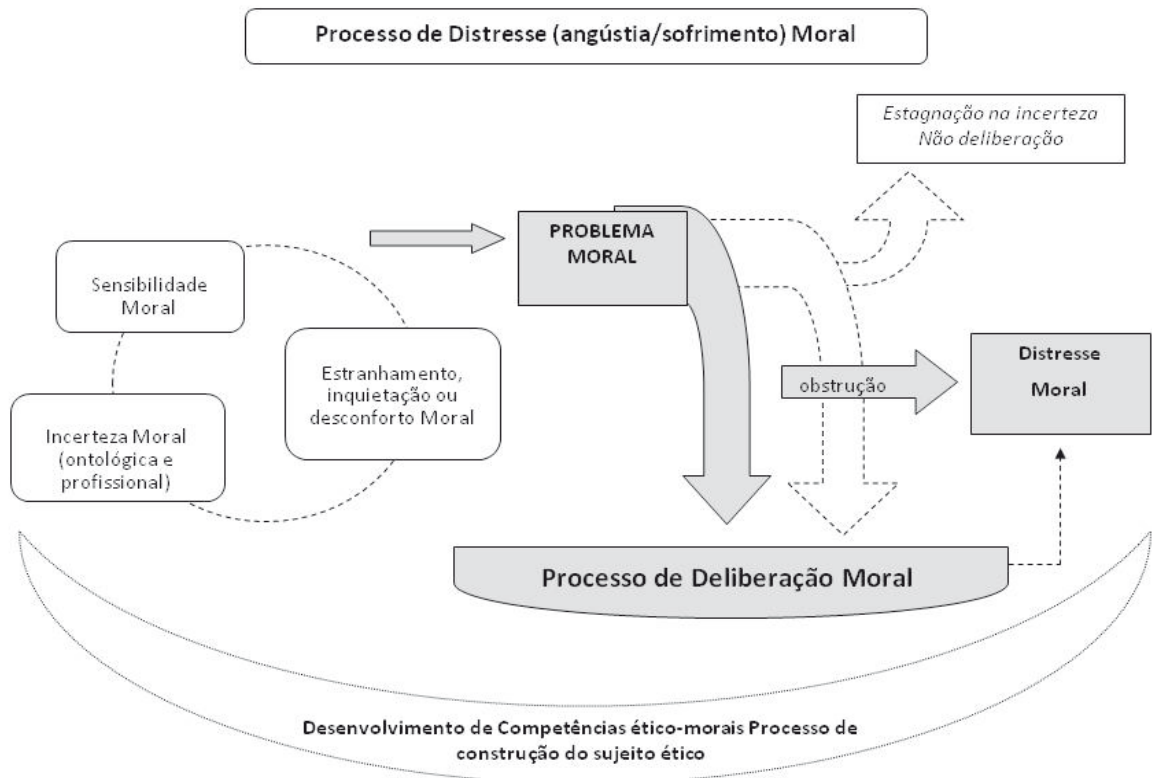 Processo de Distresse (angústia/sofrimento) Moral
Estagnação na incerteza
Não deliberação
PROBLEMA
MORAL
Sensibilidade
Moral
Estranhamento,
inquietação ou
desconforto Moral
Incerteza Moral
(ontológica e
profissional)
obstrução
Distresse
Moral
Processo de Deliberação Moral
Desenvolvimento de Competências ético-morais Processo de
construção do sujeito ético